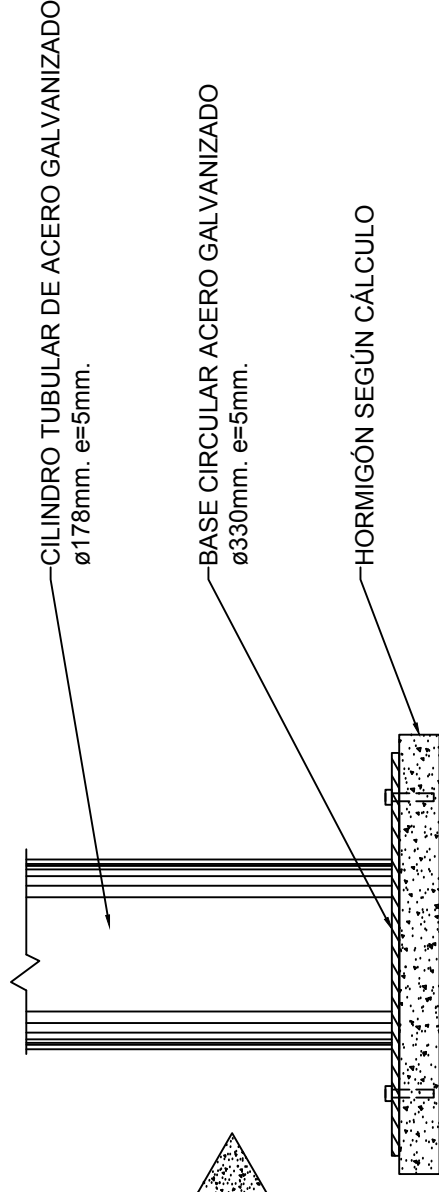 CILINDRO TUBULAR DE ACERO GALVANIZADO
ø178mm. e=5mm.
BASE CIRCULAR ACERO GALVANIZADO
ø330mm. e=5mm.
HORMIGÓN SEGÚN CÁLCULO